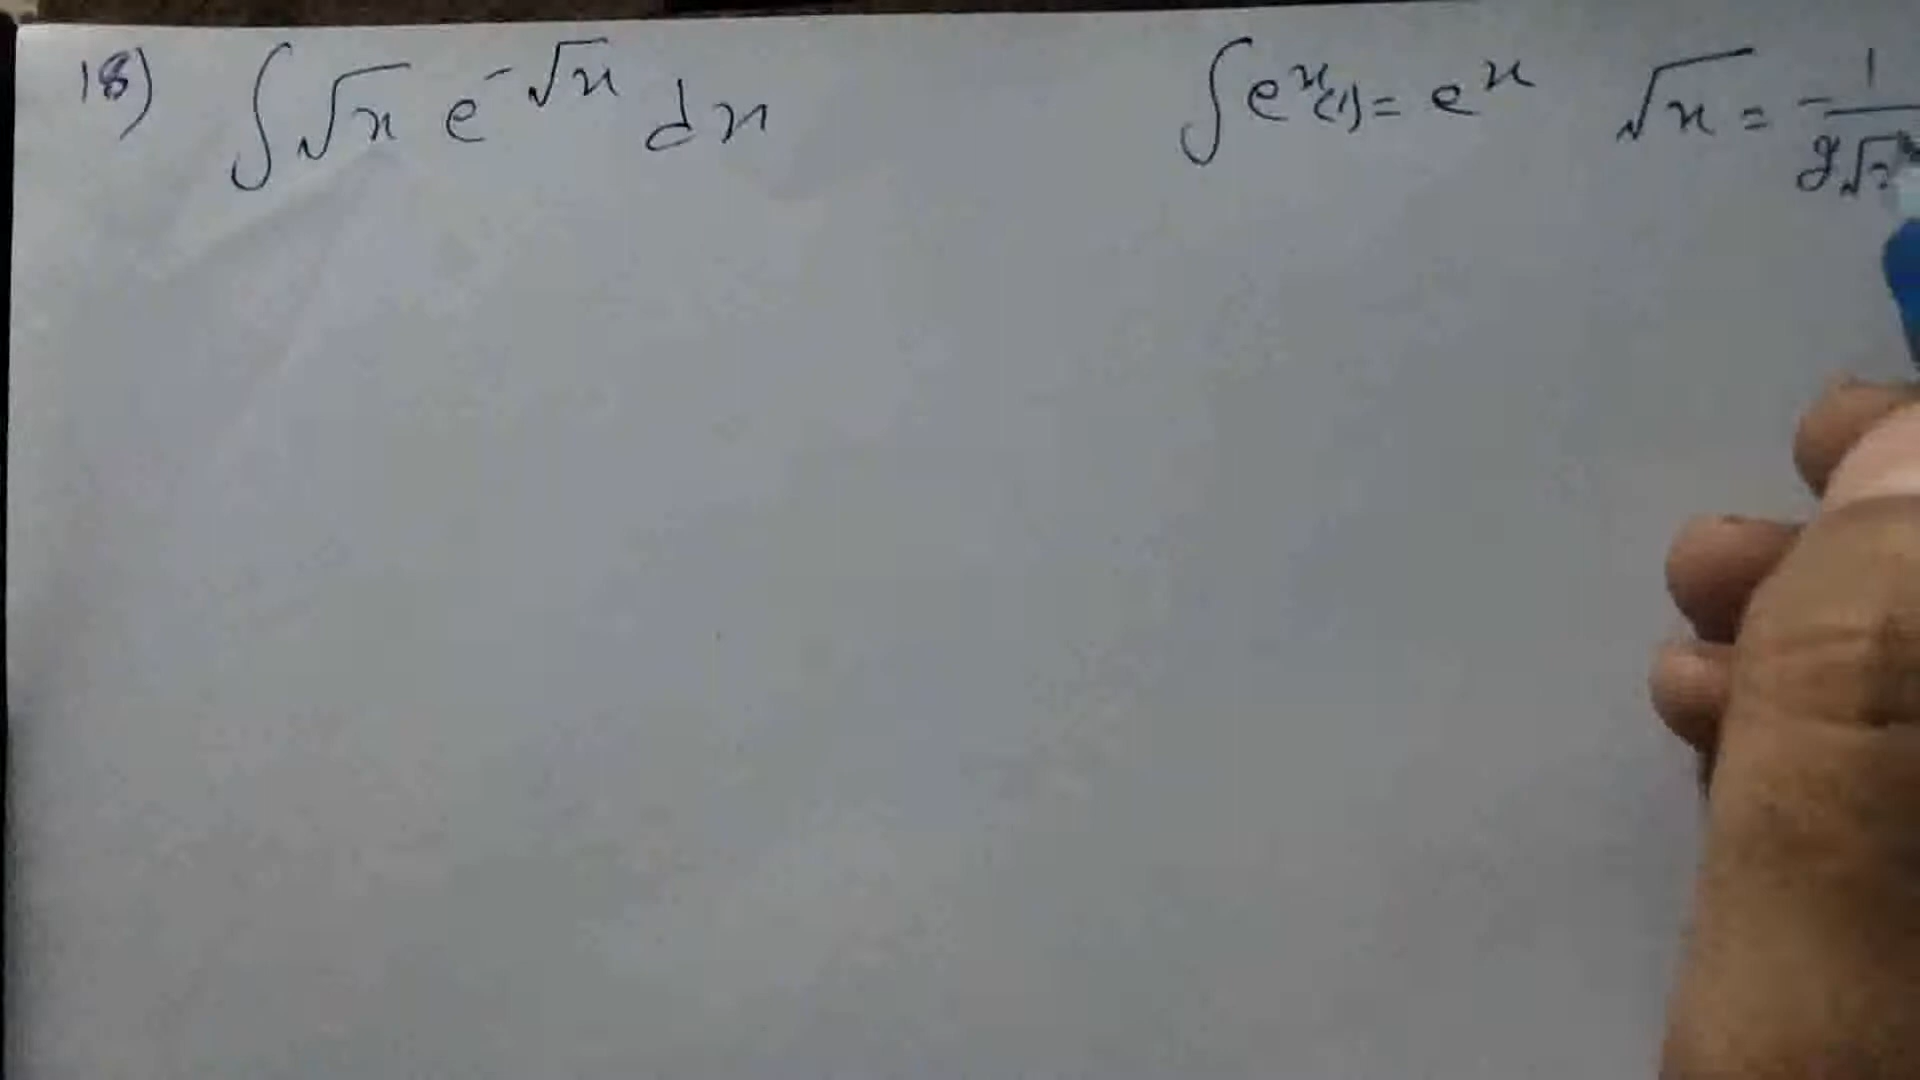 18) ∫√x e^-√x dx ∫e^x(1) = e^x √x = -1/2√x